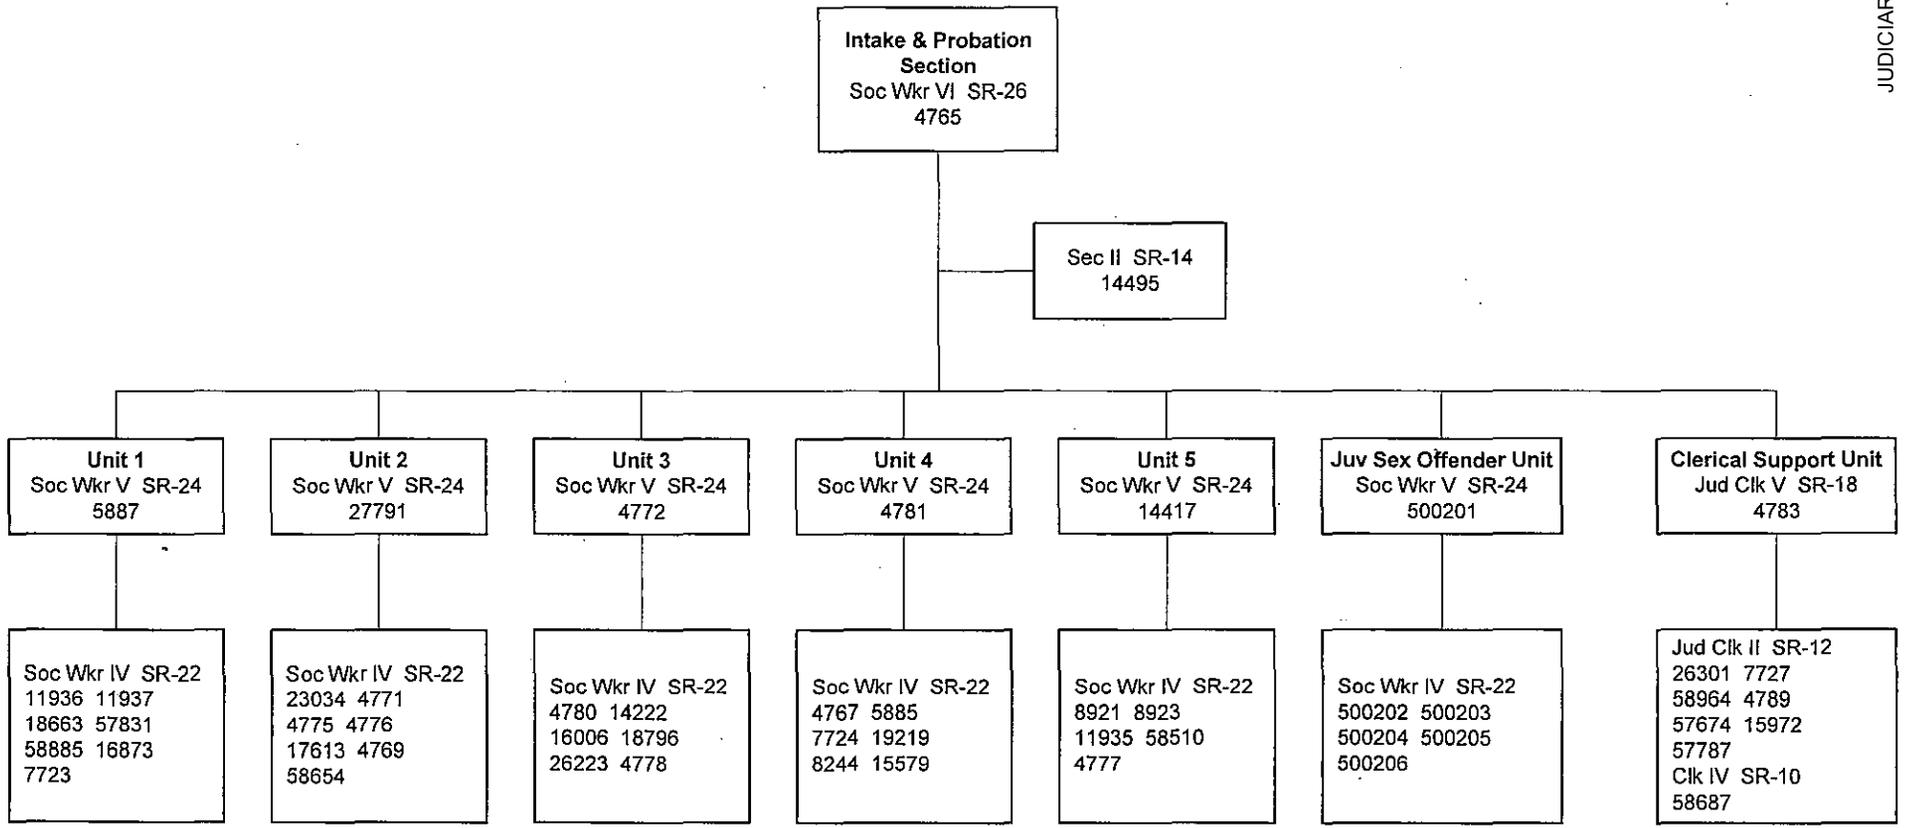 JUDICIAR
Intake & Probation
Section
Soc Wkr VI SR-26
4765
Sec II SR-14
14495
Unit 1
Soc Wkr V SR-24
5887
Unit 2
Soc Wkr V SR-24
27791
Unit 3
Soc Wkr V SR-24
4772
Unit 4
Soc Wkr V SR-24
4781
Unit 5
Soc Wkr V SR-24
14417
Juv Sex Offender Unit
Soc Wkr V SR-24
500201
Clerical Support Unit
Jud Clk V SR-18
4783
Soc Wkr IV SR-22
11936 11937
18663 57831
58885 16873
7723
Soc Wkr IV SR-22
23034 4771
4775 4776
17613 4769
58654
Soc Wkr IV SR-22
4780 14222
16006 18796
26223 4778
Soc Wkr IV SR-22
4767 5885
7724 19219
8244 15579
Soc Wkr IV SR-22
8921 8923
11935 58510
4777
Soc Wkr IV SR-22
500202 500203
500204 500205
500206
Jud Clk II SR-12
26301 7727
58964 4789
57674 15972
57787
Clk IV SR-10
58687